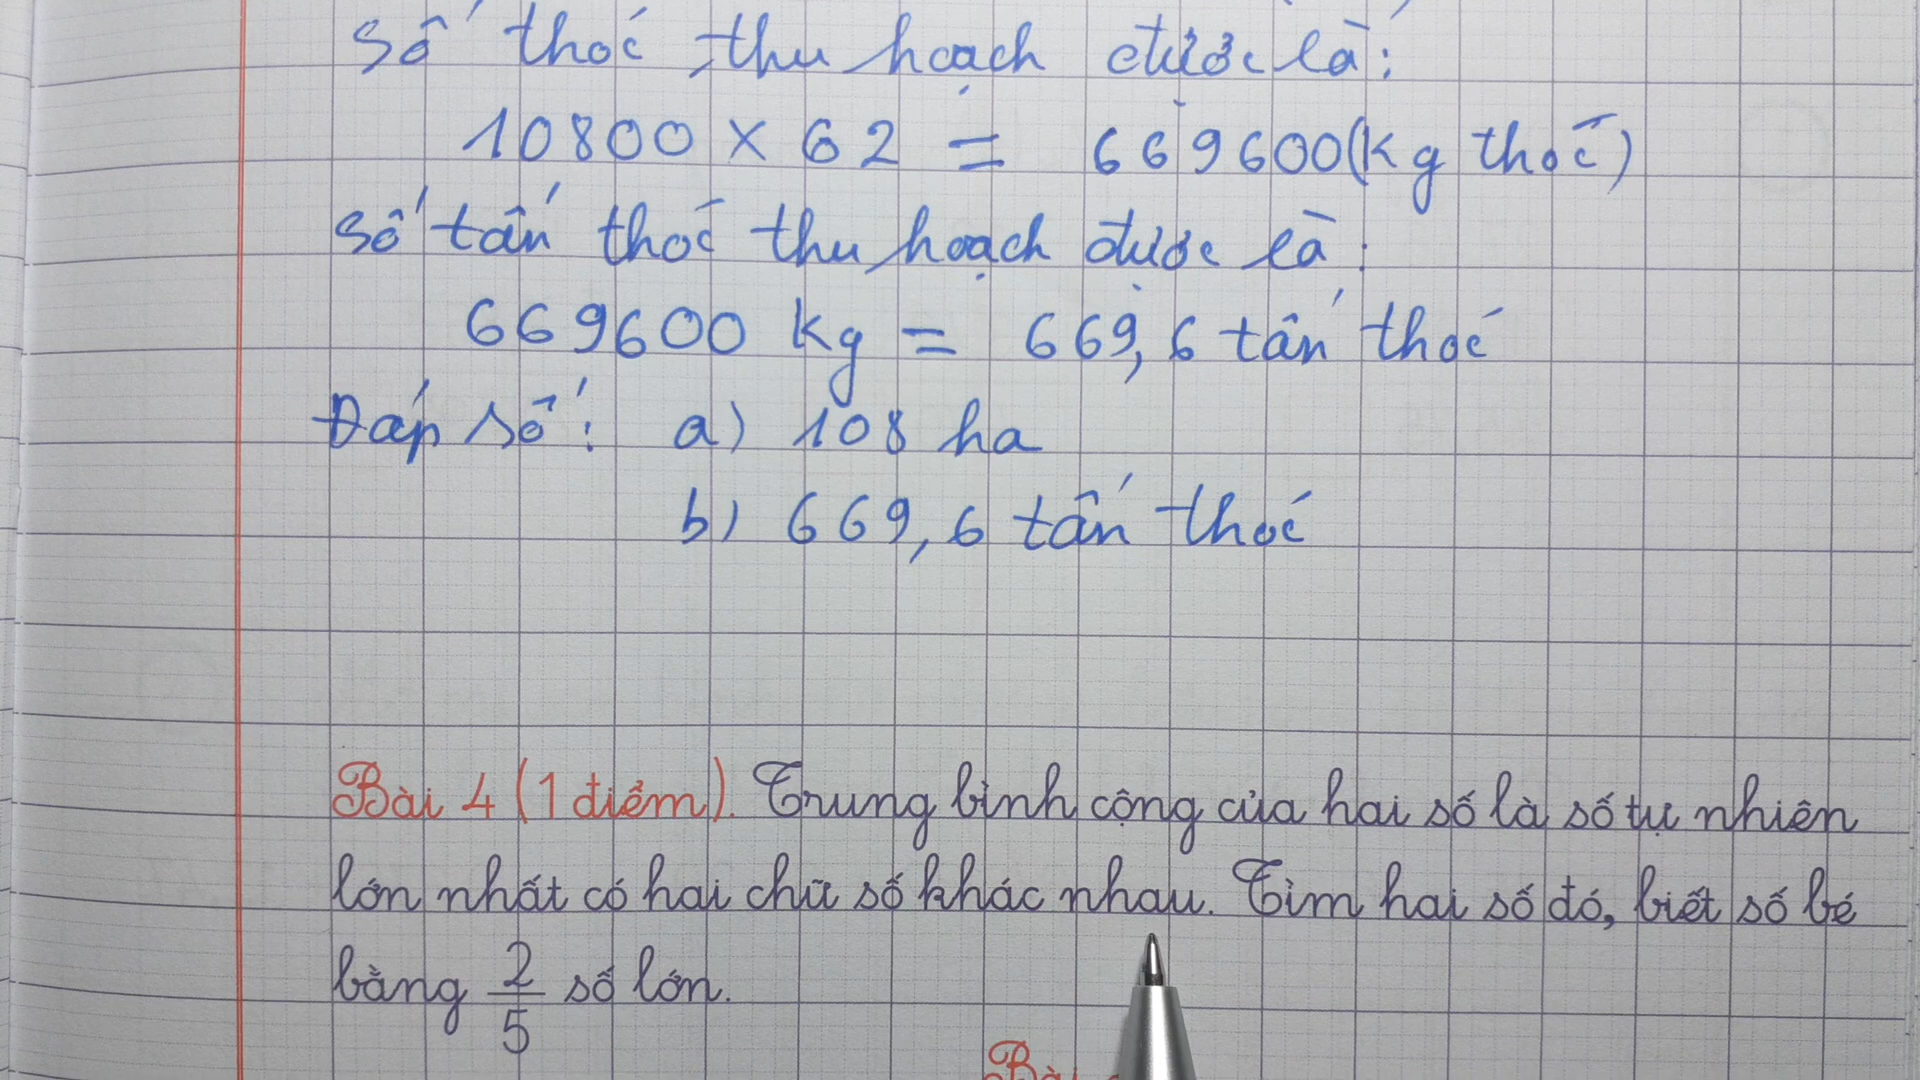 Số thóc thu hoạch được là:
10800 x 62 = 669600(kg thóc)
Số tấn thóc thu hoạch được là:
669600 kg = 669,6 tấn thóc
Đáp số: a) 108 ha
b) 669,6 tấn thóc
Bài 4 (1 điểm). Trung bình cộng của hai số là số tự nhiên
lớn nhất có hai chữ số khác nhau. Tìm hai số đó, biết số bé
bằng 2/5 số lớn.
Bài